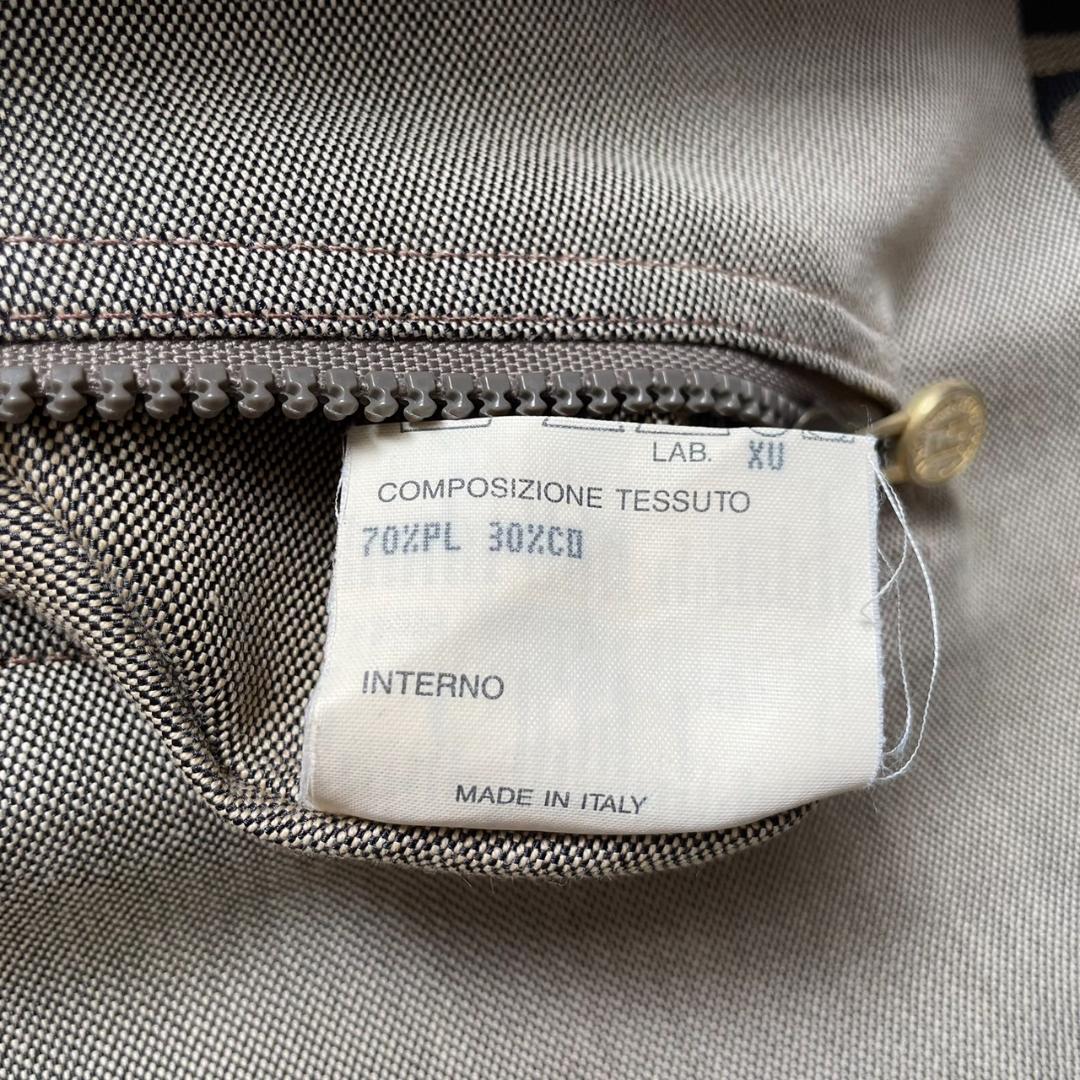 LAB. XU
COMPOSIZIONE TESSUTO
70%PL 30%CO
INTERNO
MADE IN ITALY